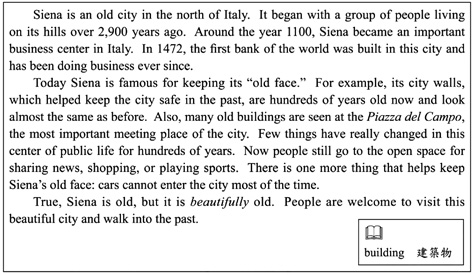 Siena is an old city in the north of Italy. It began with a group of people living
on its hills over 2,900 years ago. Around the year 1100, Siena became an important
business center in Italy. In 1472, the first bank of the world was built in this city and
has been doing business ever since.
Today Siena is famous for keeping its “old face.” For example, its city walls,
which helped keep the city safe in the past, are hundreds of years old now and look
almost the same as before. Also, many old buildings are seen at the Piazza del Campo,
the most important meeting place of the city. Few things have really changed in this
center of public life for hundreds of years. Now people still go to the open space for
sharing news, shopping, or playing sports. There is one more thing that helps keep
Siena’s old face: cars cannot enter the city most of the time.
True, Siena is old, but it is beautifully old. People are welcome to visit this
beautiful city and walk into the past.
building 建築物